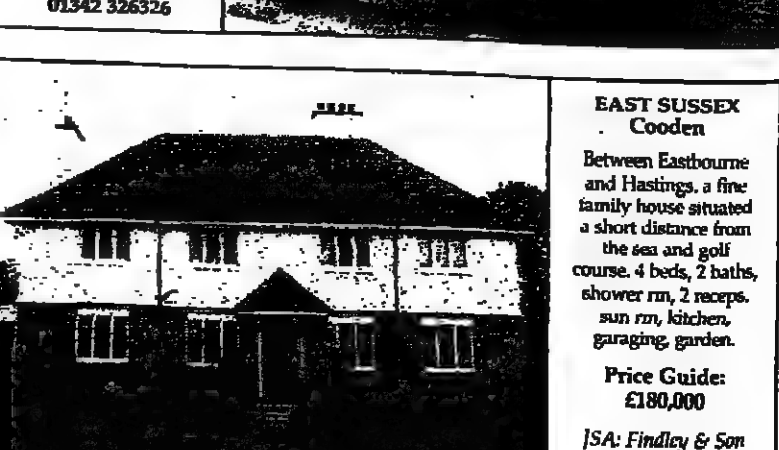 01342 326326
EAST SUSSEX
Cooden
Between Eastbourne
and Hastings, a fine
family house situated
a short distance from
the sea and golf
course. 4 beds, 2 baths,
shower rm, 2 receps.
sun rm, kitchen,
garaging, garden.
Price Guide:
£180,000
JSA: Findley & Son